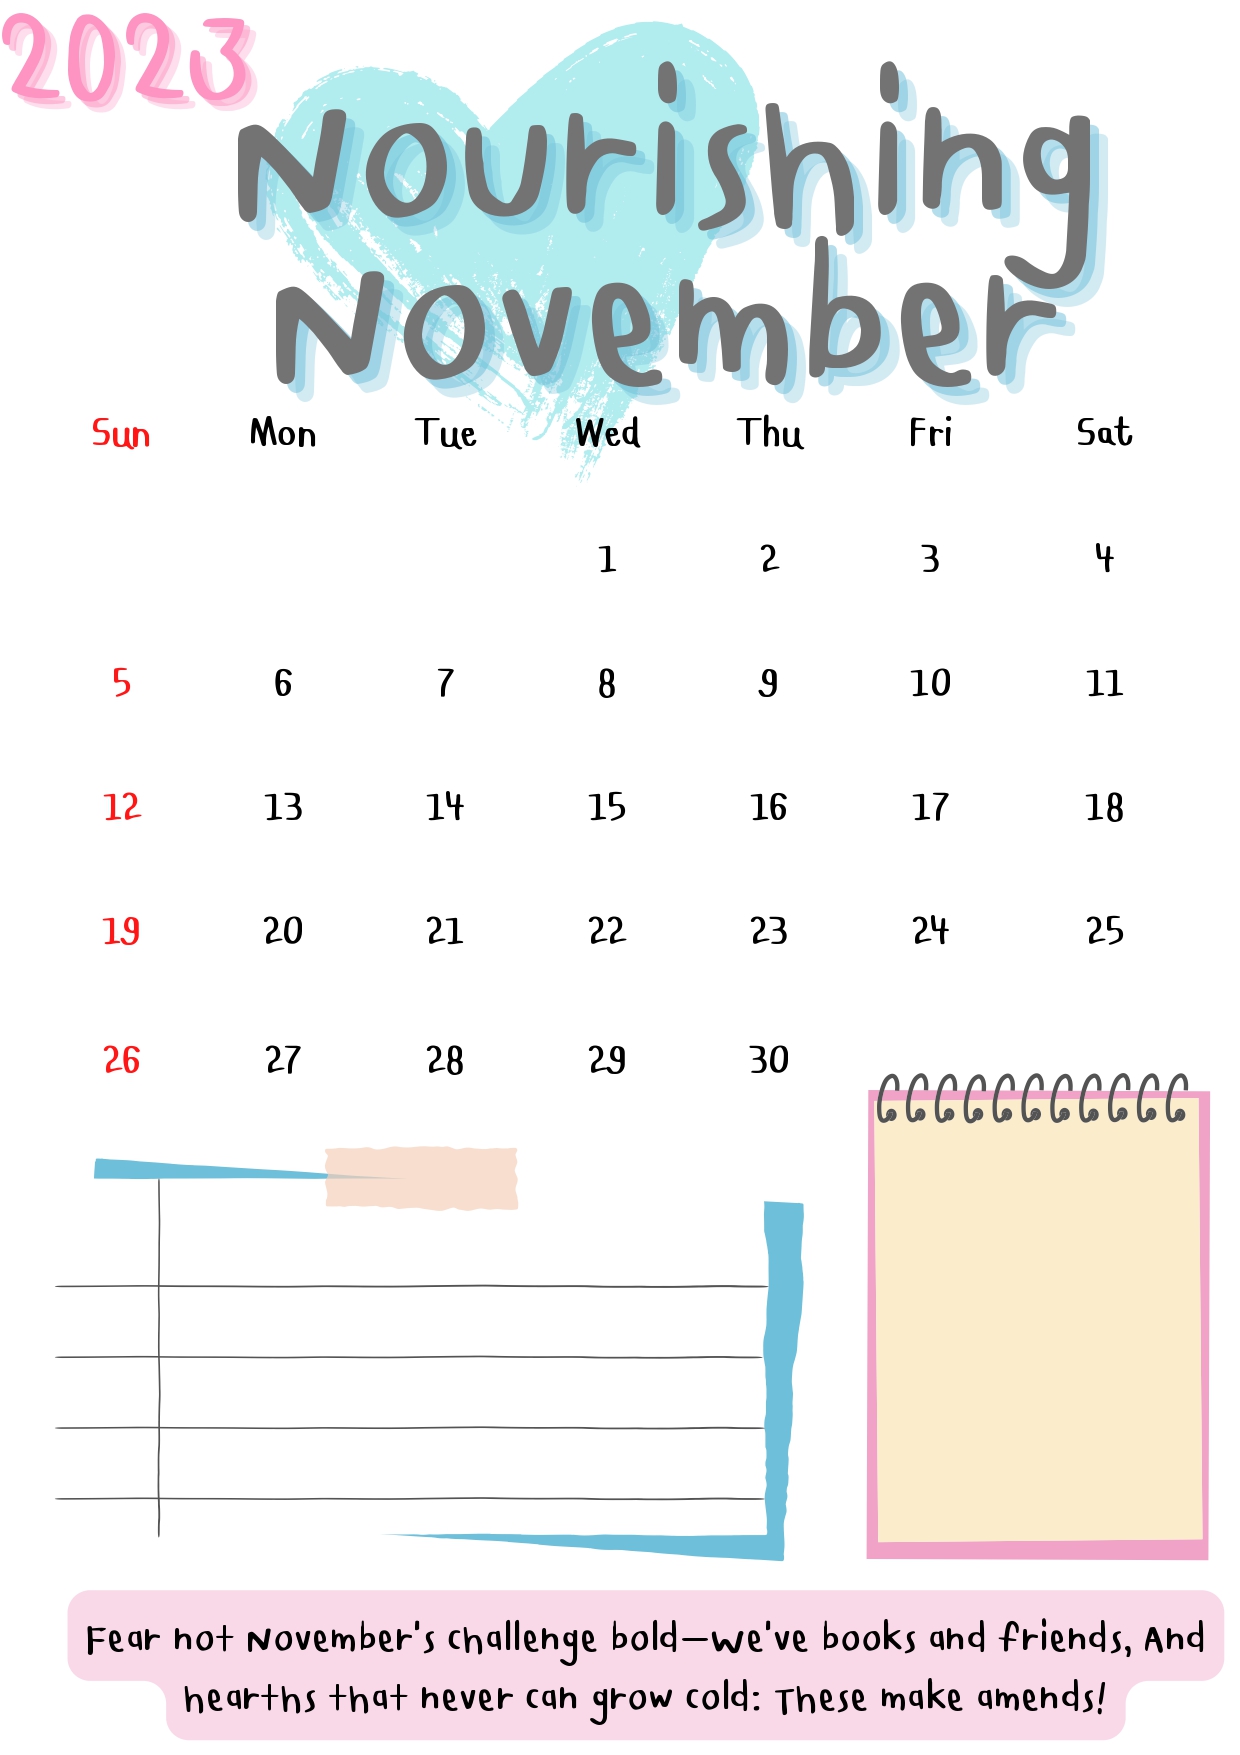 2023
Nourishing
November
Sun Mon Tue Wed Thu Fri Sat
1 2 3 4
5 6 7 8 9 10 11
12 13 14 15 16 17 18
19 20 21 22 23 24 25
26 27 28 29 30
Fear not November's challenge bold—We've books and friends, And
hearths that never can grow cold: These make amends!